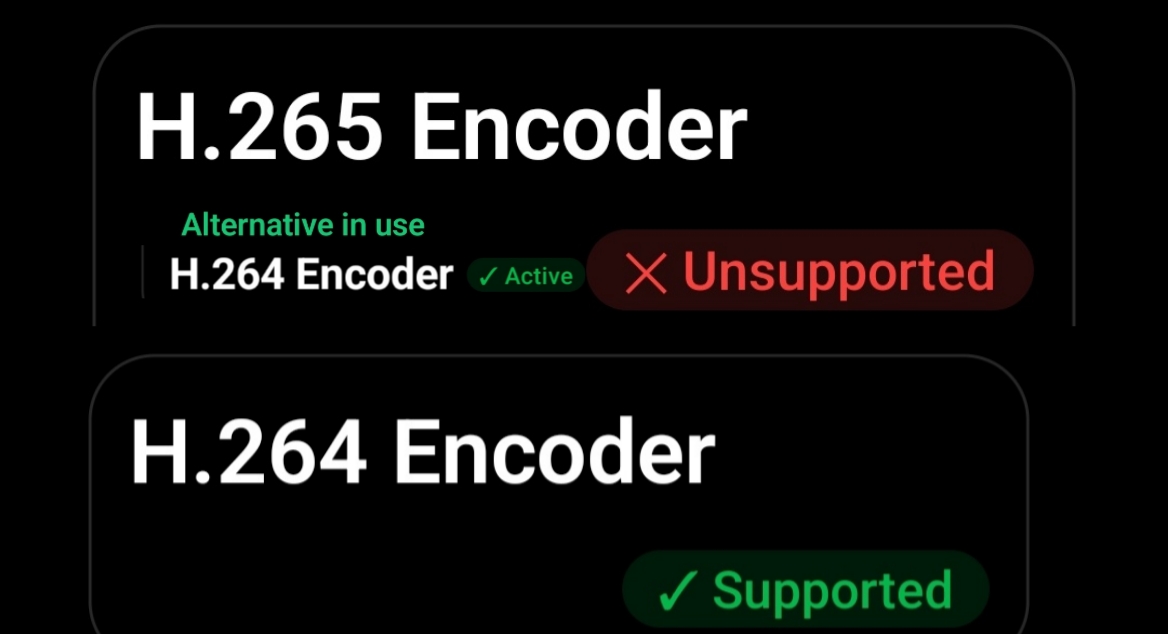 H.265 Encoder
Alternative in use
H.264 Encoder ✓ Active ✕ Unsupported
H.264 Encoder
✓ Supported